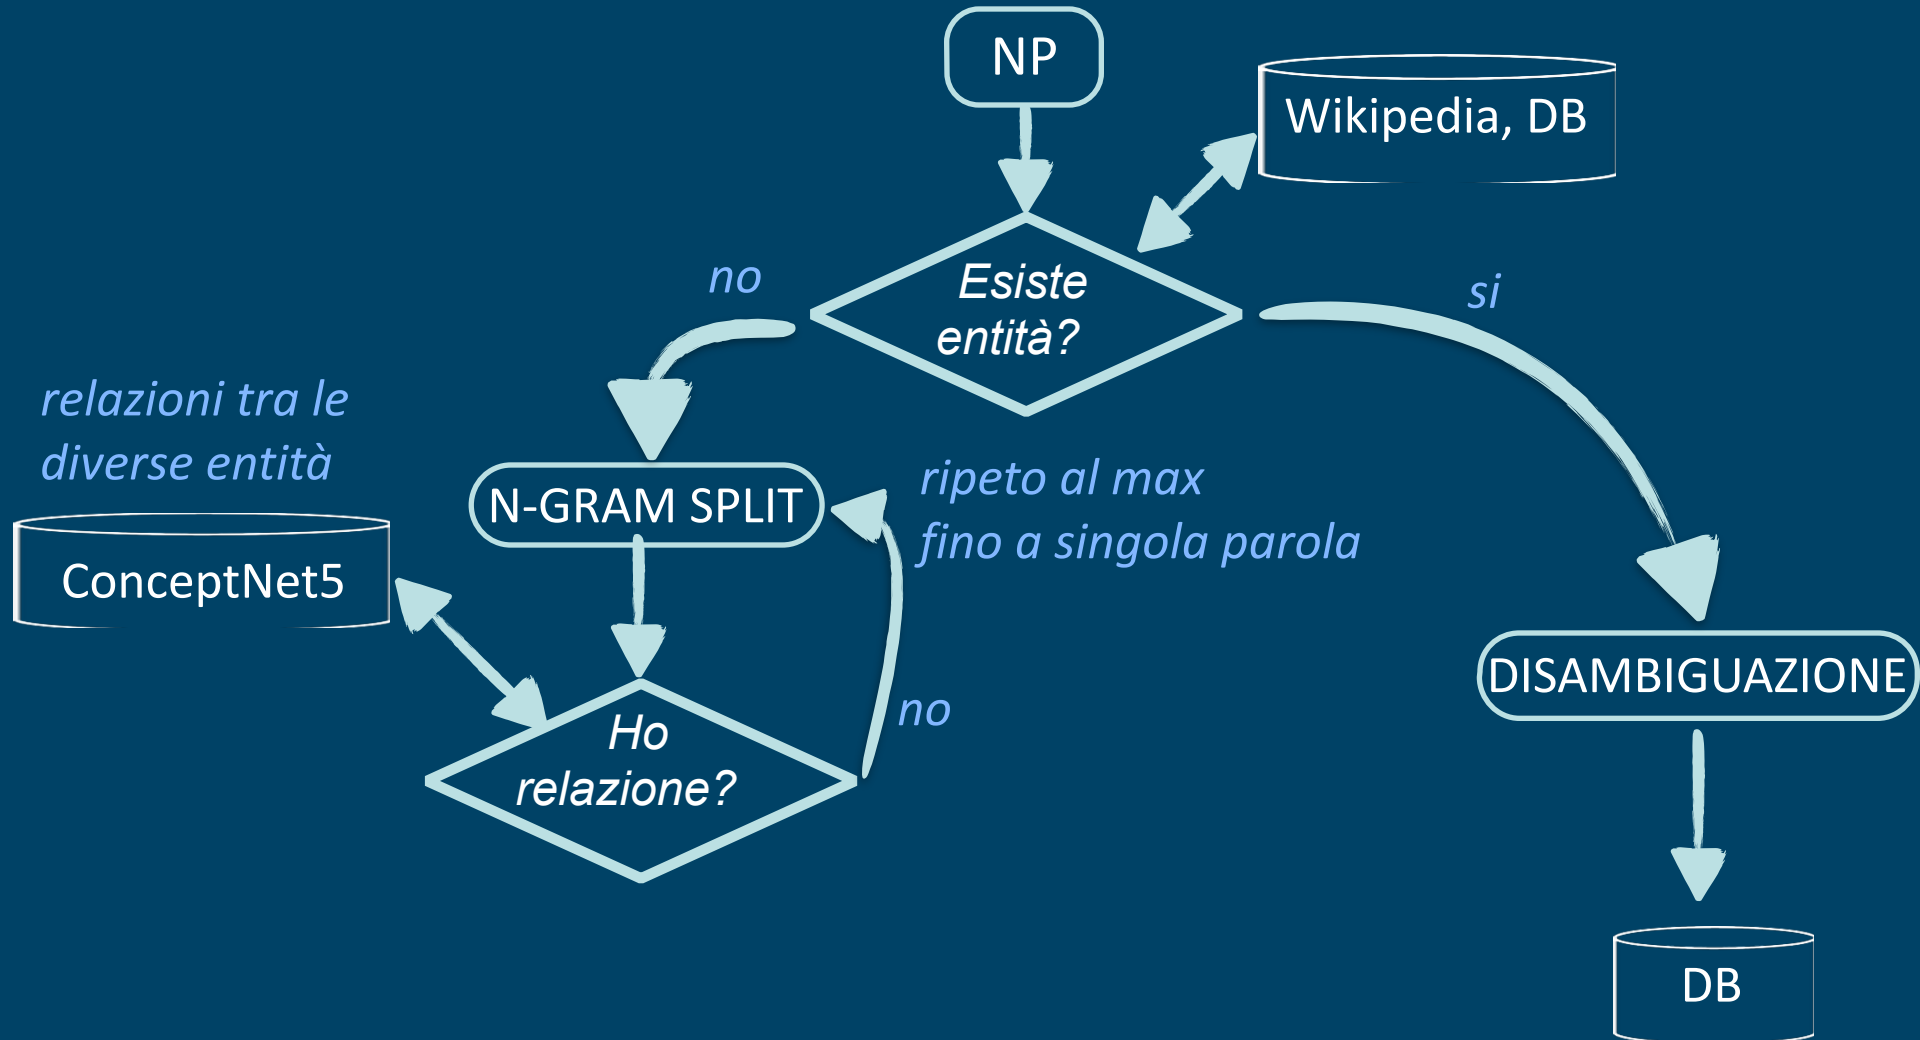 NP
Wikipedia, DB
Esiste
entità?
no
si
relazioni tra le
diverse entità
N-GRAM SPLIT
ripeto al max
fino a singola parola
ConceptNet5
Ho
relazione?
no
DISAMBIGUAZIONE
DB